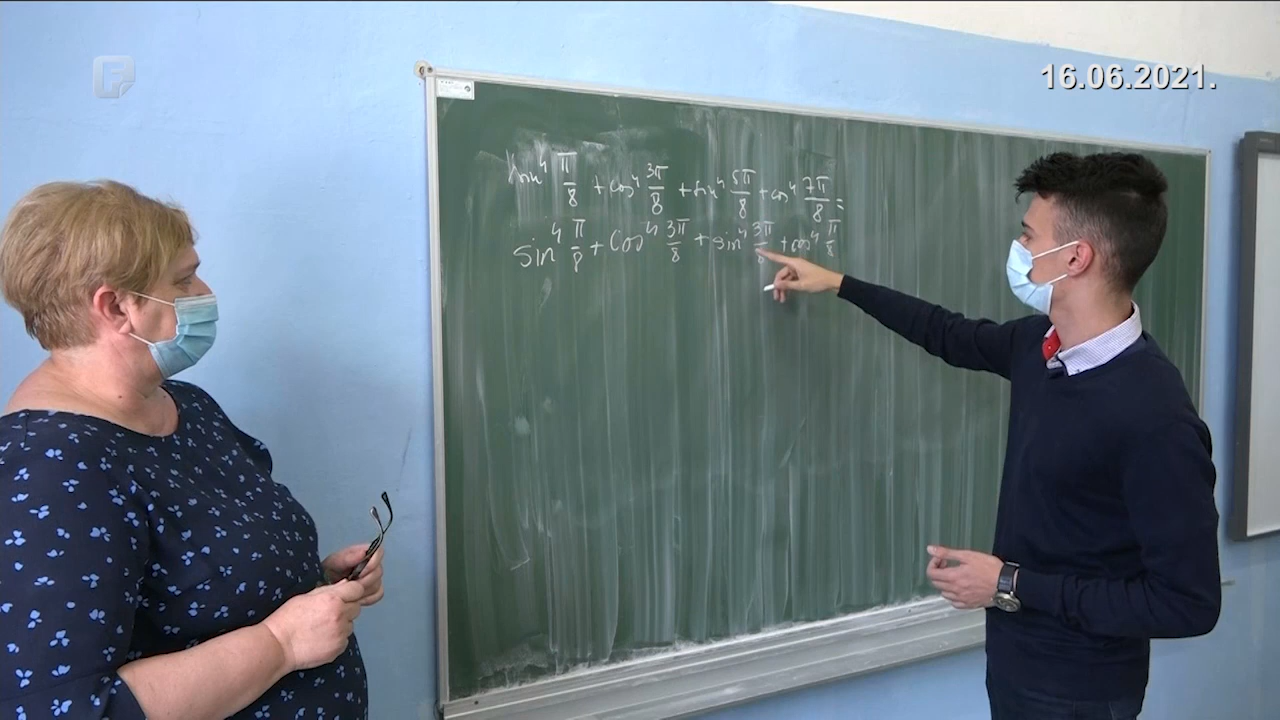 16.06.2021.
sin⁴ π/8 + cos⁴ 3π/8 + sin⁴ 5π/8 + cos⁴ 7π/8 =
sin⁴ π/8 + cos⁴ 3π/8 + sin⁴ 3π/8 + cos⁴ π/8